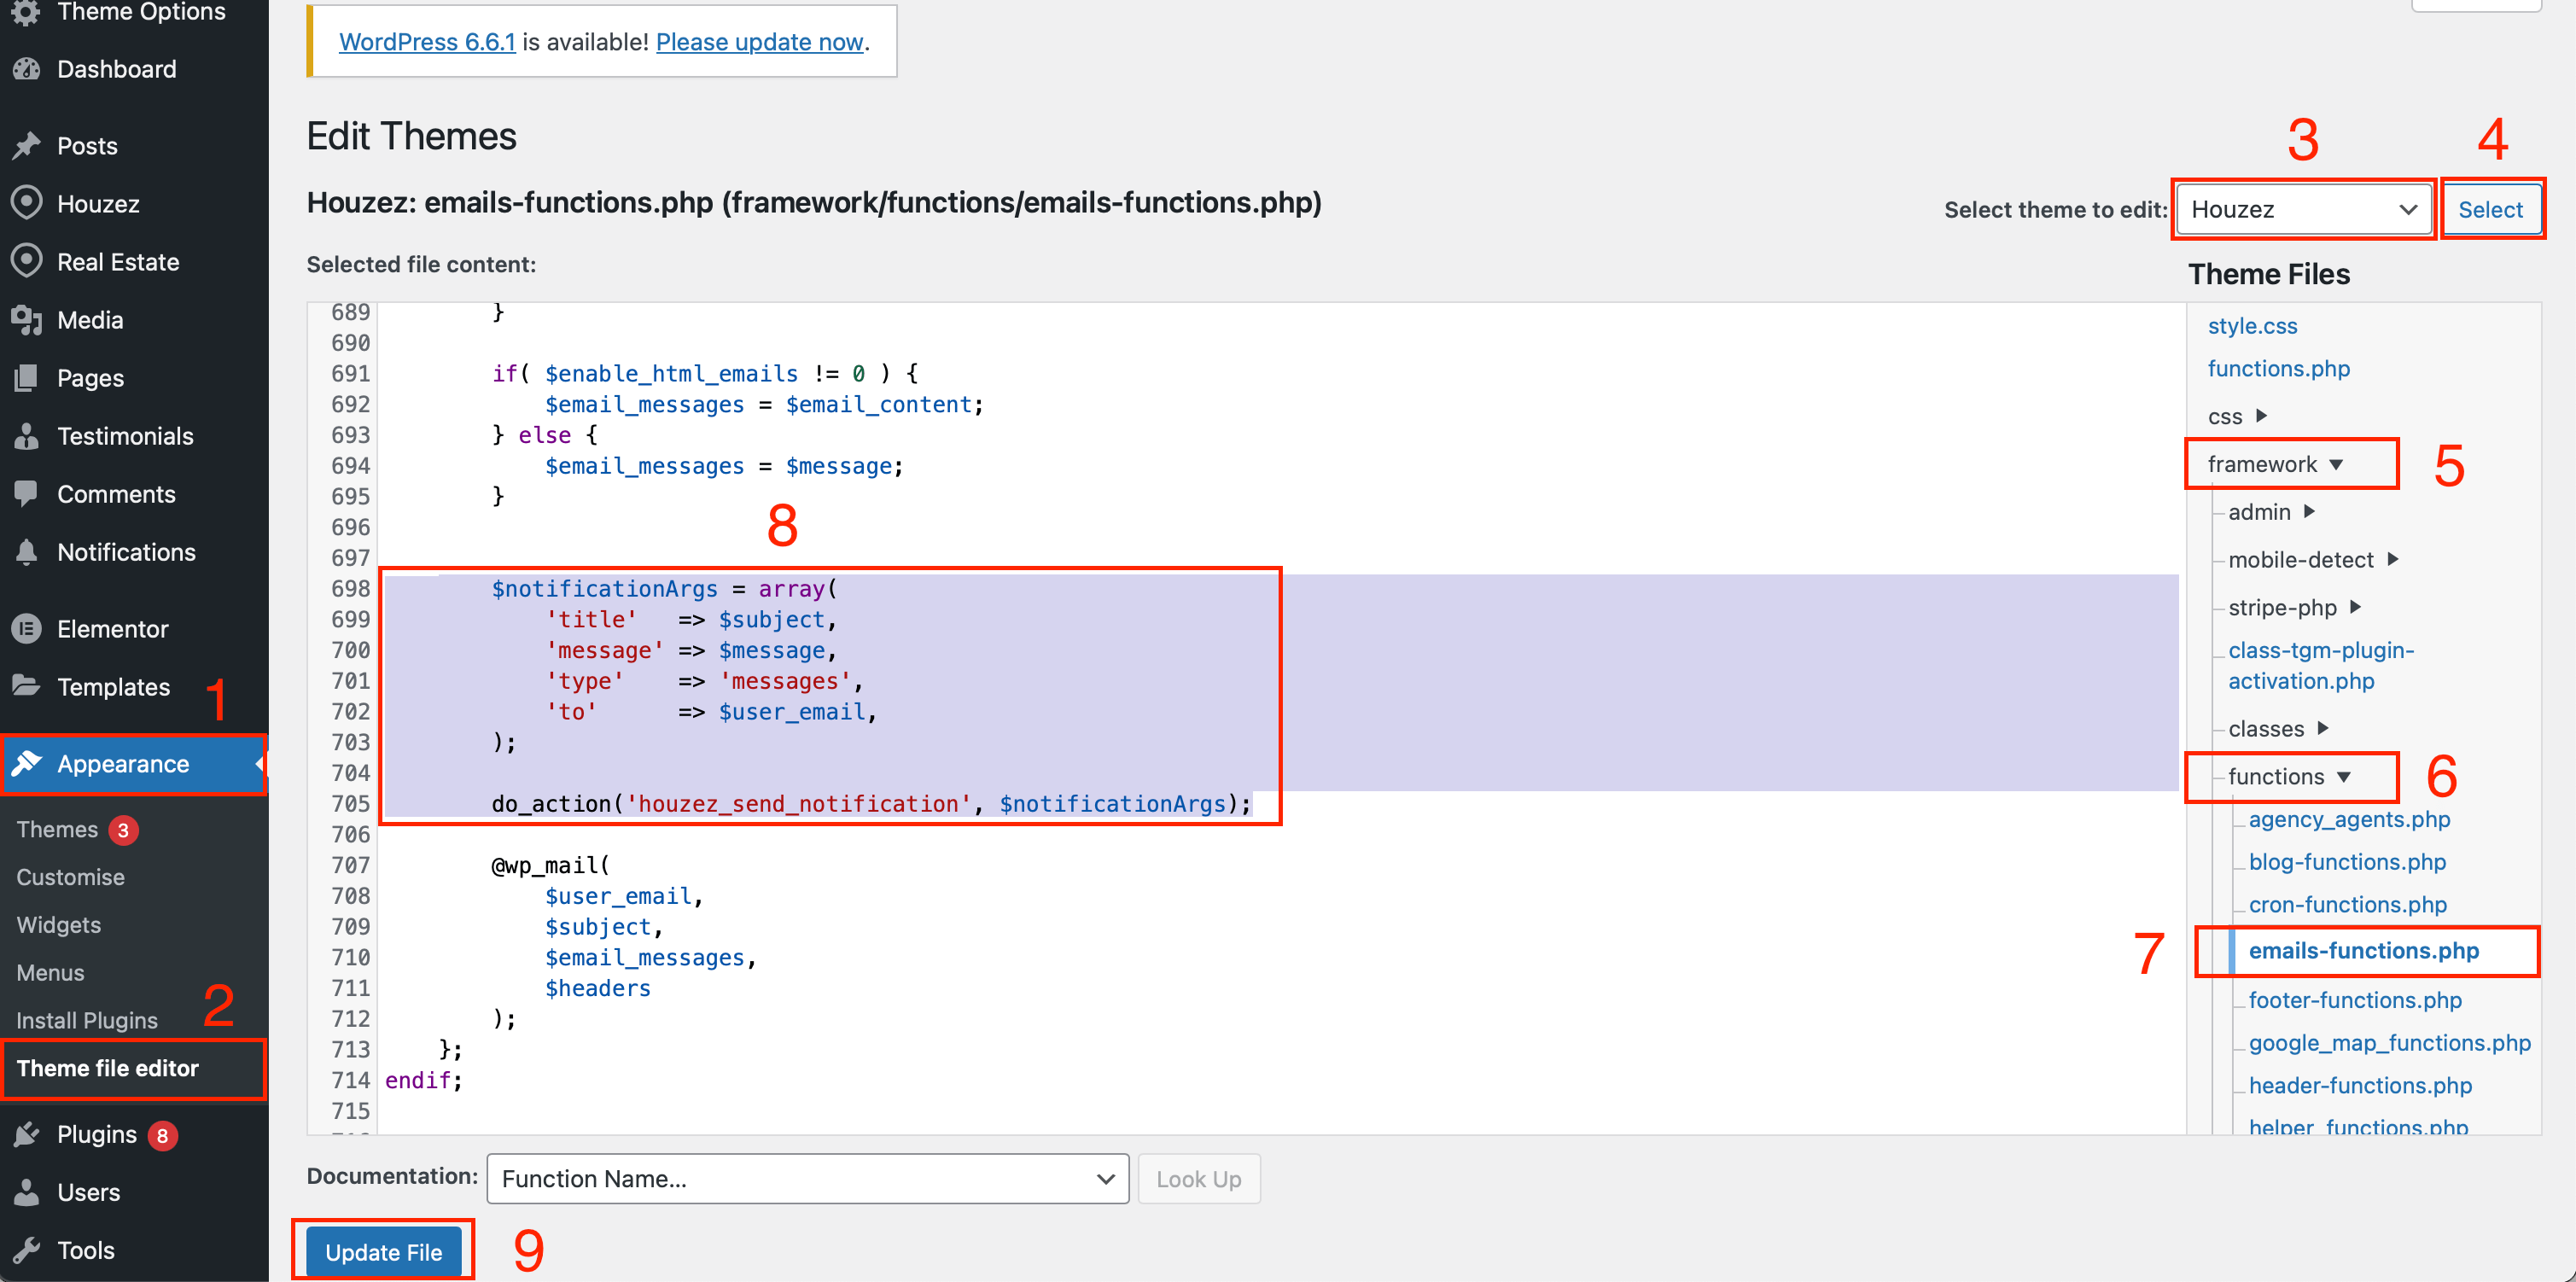 Theme Options
Dashboard
Posts
Houzez
Real Estate
Media
Pages
Testimonials
Comments
Notifications
Elementor
Templates
1
Appearance
Themes 3
Customise
Widgets
Menus
2
Install Plugins
Theme file editor
Plugins 8
Users
Tools
WordPress 6.6.1 is available! Please update now.
Edit Themes
3
4
Houzez: emails-functions.php (framework/functions/emails-functions.php)
Select theme to edit: Houzez Select
Selected file content:
689 }
690
691 if( $enable_html_emails != 0 ) {
692 $email_messages = $email_content;
693 } else {
694 $email_messages = $message;
695 }
696
8
697
698 $notificationArgs = array(
699 'title' => $subject,
700 'message' => $message,
701 'type' => 'messages',
702 'to' => $user_email,
703 );
704
705 do_action('houzez_send_notification', $notificationArgs);
706
707 @wp_mail(
708 $user_email,
709 $subject,
710 $email_messages,
711 $headers
712 );
713 };
714 endif;
715
Theme Files
style.css
functions.php
css
framework
5
admin
mobile-detect
stripe-php
class-tgm-plugin-
activation.php
classes
functions
6
agency_agents.php
blog-functions.php
cron-functions.php
7
emails-functions.php
footer-functions.php
google_map_functions.php
header-functions.php
helper_functions.php
Documentation: Function Name... Look Up
Update File
9